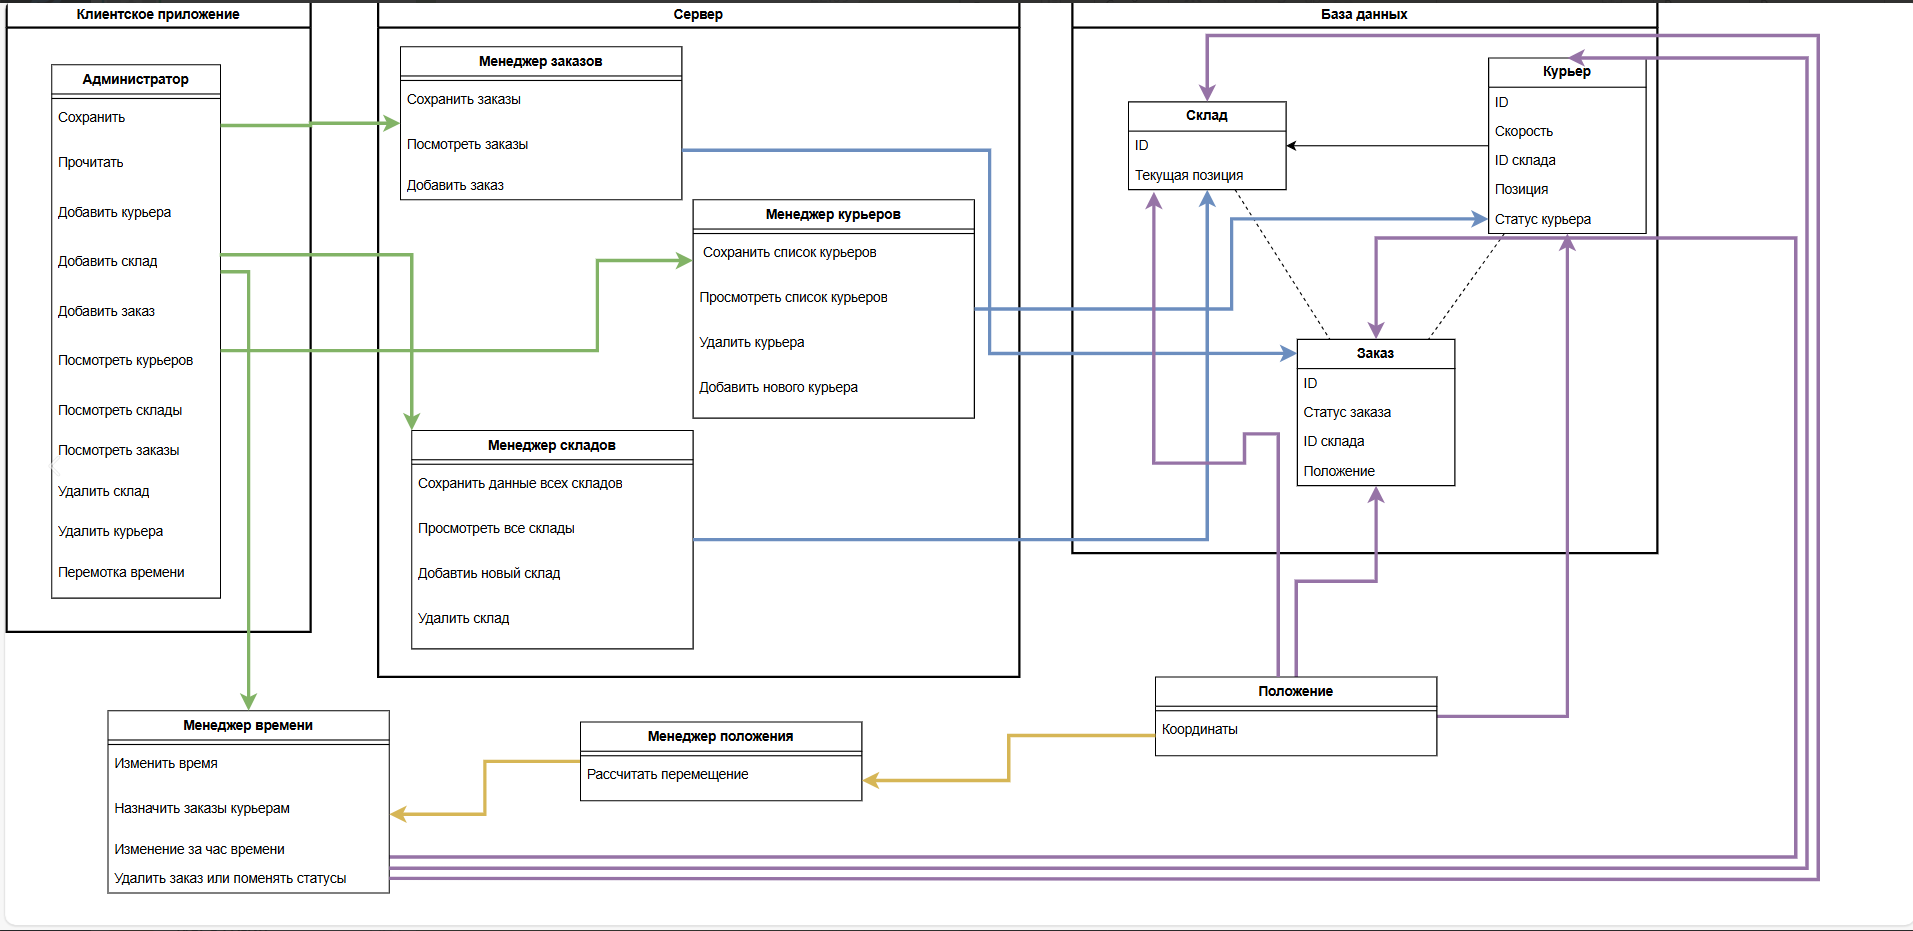 Клиентское приложение
Администратор
Сохранить
Прочитать
Добавить курьера
Добавить склад
Добавить заказ
Посмотреть курьеров
Посмотреть склады
Посмотреть заказы
Удалить склад
Удалить курьера
Перемотка времени
Сервер
Менеджер заказов
Сохранить заказы
Посмотреть заказы
Добавить заказ
Менеджер курьеров
Сохранить список курьеров
Просмотреть список курьеров
Удалить курьера
Добавить нового курьера
Менеджер складов
Сохранить данные всех складов
Просмотреть все склады
Добавтиь новый склад
Удалить склад
База данных
Склад
ID
Текущая позиция
Курьер
ID
Скорость
ID склада
Позиция
Статус курьера
Заказ
ID
Статус заказа
ID склада
Положение
Менеджер времени
Изменить время
Назначить заказы курьерам
Изменение за час времени
Удалить заказ или поменять статусы
Менеджер положения
Рассчитать перемещение
Положение
Координаты